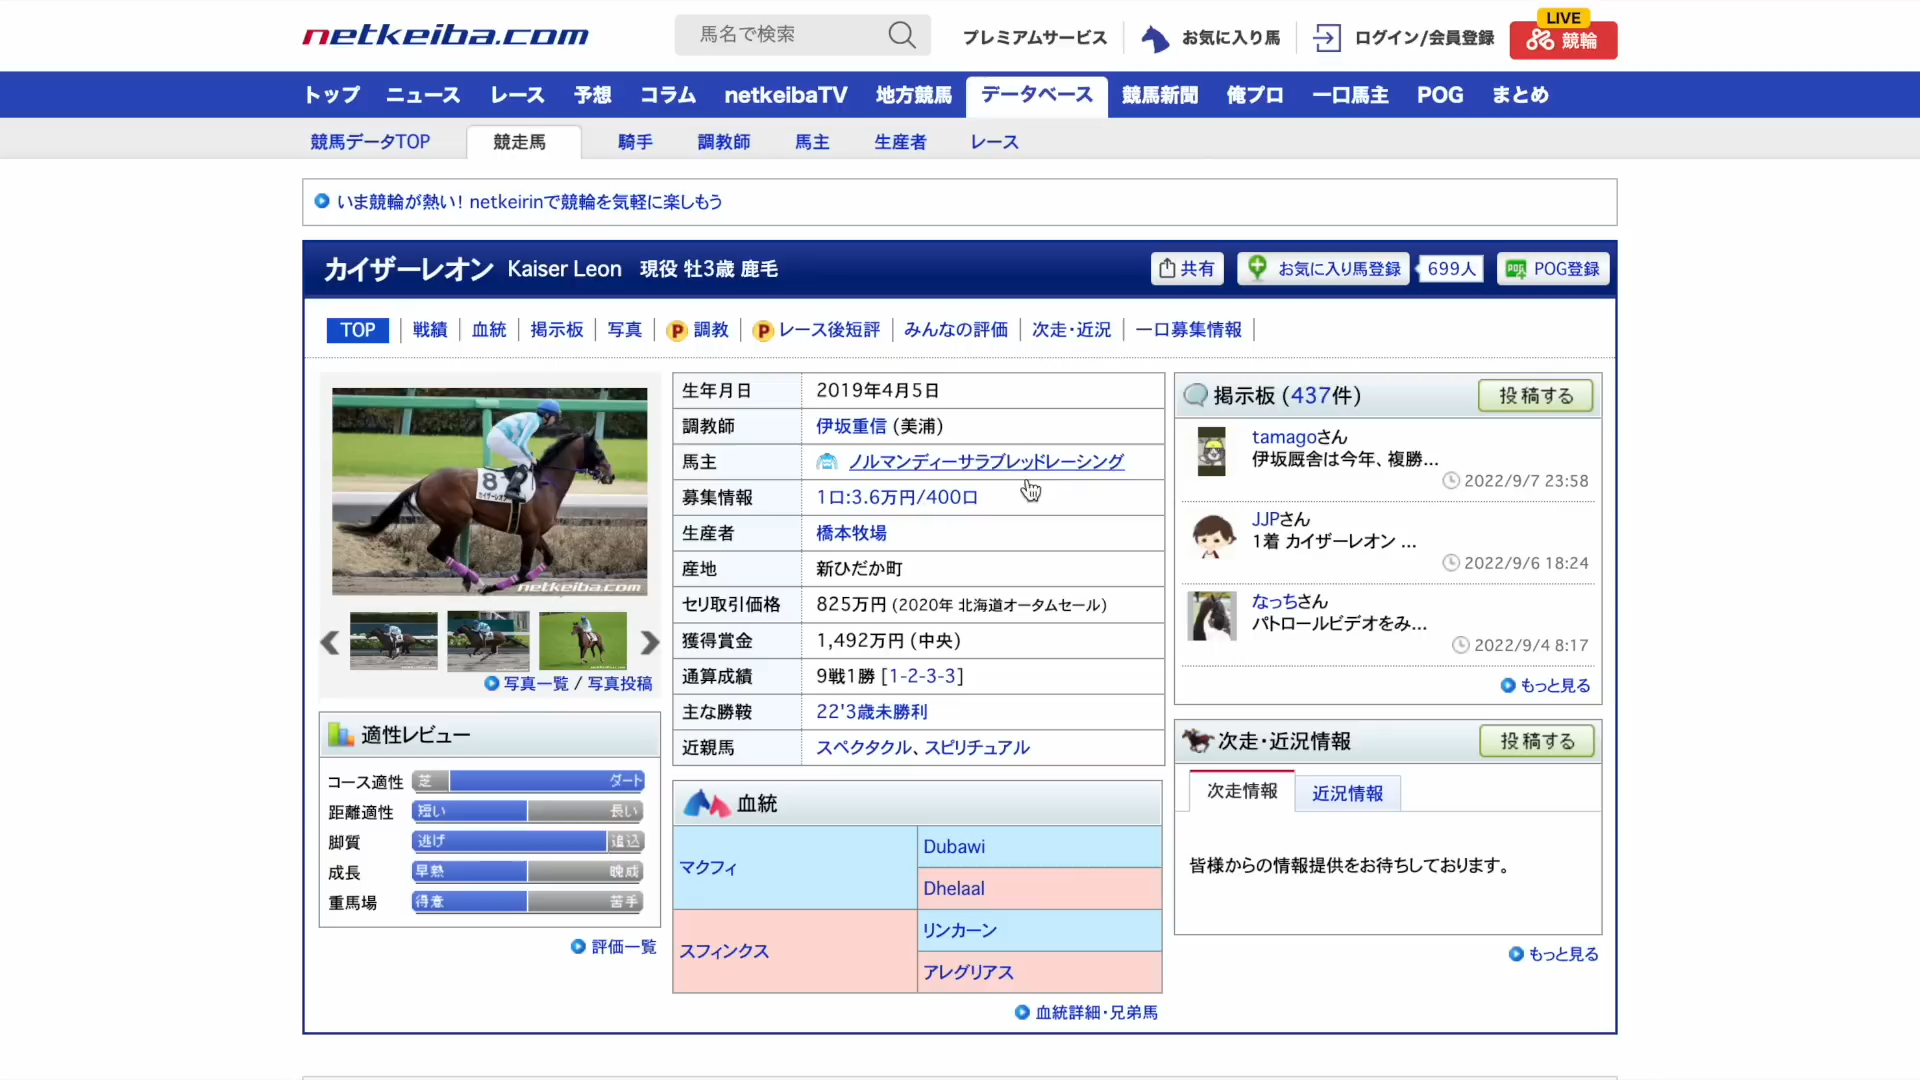 netkeiba.com
馬名で検索
プレミアムサービス
お気に入り馬
ログイン/会員登録
LIVE
競輪
トップ ニュース レース 予想 コラム netkeibaTV 地方競馬 データベース 競馬新聞 俺プロ 一口馬主 POG まとめ
競馬データTOP 競走馬 騎手 調教師 馬主 生産者 レース
いま競輪が熱い! netkeirinで競輪を気軽に楽しもう
カイザーレオン Kaiser Leon 現役 牡3歳 鹿毛
共有
お気に入り馬登録
699人
POG登録
TOP 戦績 血統 掲示板 写真 P 調教 P レース後短評 みんなの評価 次走・近況 一口募集情報
8
カイザーレオン
netkeiba.com
写真一覧 / 写真投稿
適性レビュー
コース適性 芝 ダート
距離適性 短い 長い
脚質 逃げ 追込
成長 早熟 晩成
重馬場 得意 苦手
評価一覧
生年月日 2019年4月5日
調教師 伊坂重信 (美浦)
馬主 ノルマンディーサラブレッドレーシング
募集情報 1口:3.6万円/400口
生産者 橋本牧場
産地 新ひだか町
セリ取引価格 825万円 (2020年 北海道オータムセール)
獲得賞金 1,492万円 (中央)
通算成績 9戦1勝 [1-2-3-3]
主な勝鞍 22'3歳未勝利
近親馬 スペクタクル、スピリチュアル
血統
マクフィ
Dubawi
Dhelaal
スフィンクス
リンカーン
アレグリアス
血統詳細・兄弟馬
掲示板 (437件)
投稿する
tamagoさん
伊坂厩舎は今年、複勝...
2022/9/7 23:58
JJPさん
1着 カイザーレオン ...
2022/9/6 18:24
なっちさん
パトロールビデオをみ...
2022/9/4 8:17
もっと見る
次走・近況情報
投稿する
次走情報 近況情報
皆様からの情報提供をお待ちしております。
もっと見る